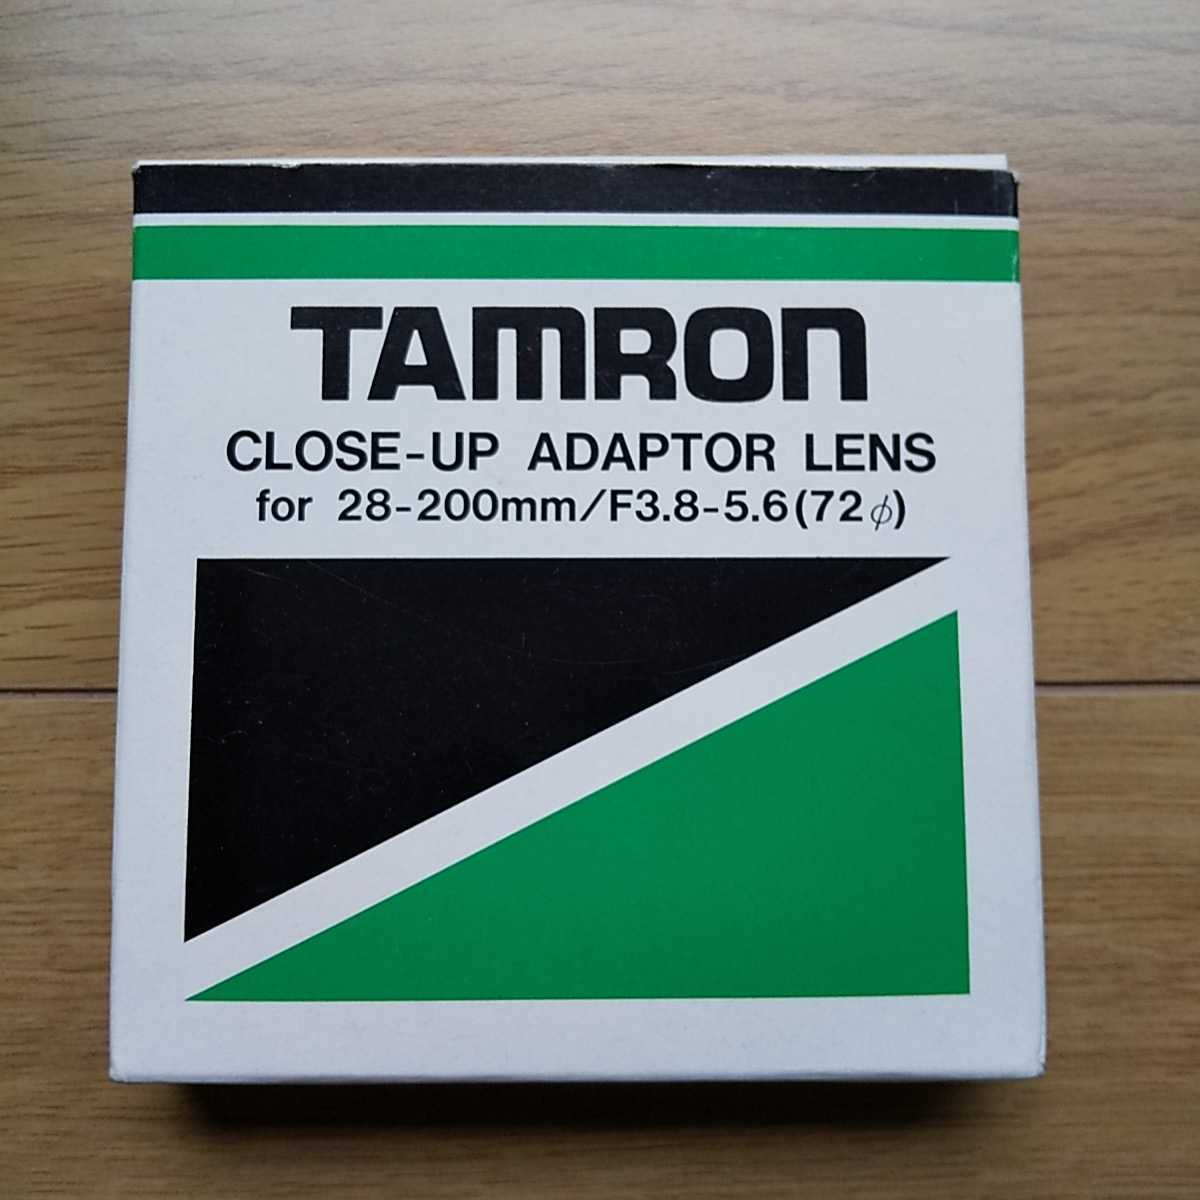 TAMRON
CLOSE-UP ADAPTOR LENS
for 28-200mm/F3.8-5.6(72ϕ)